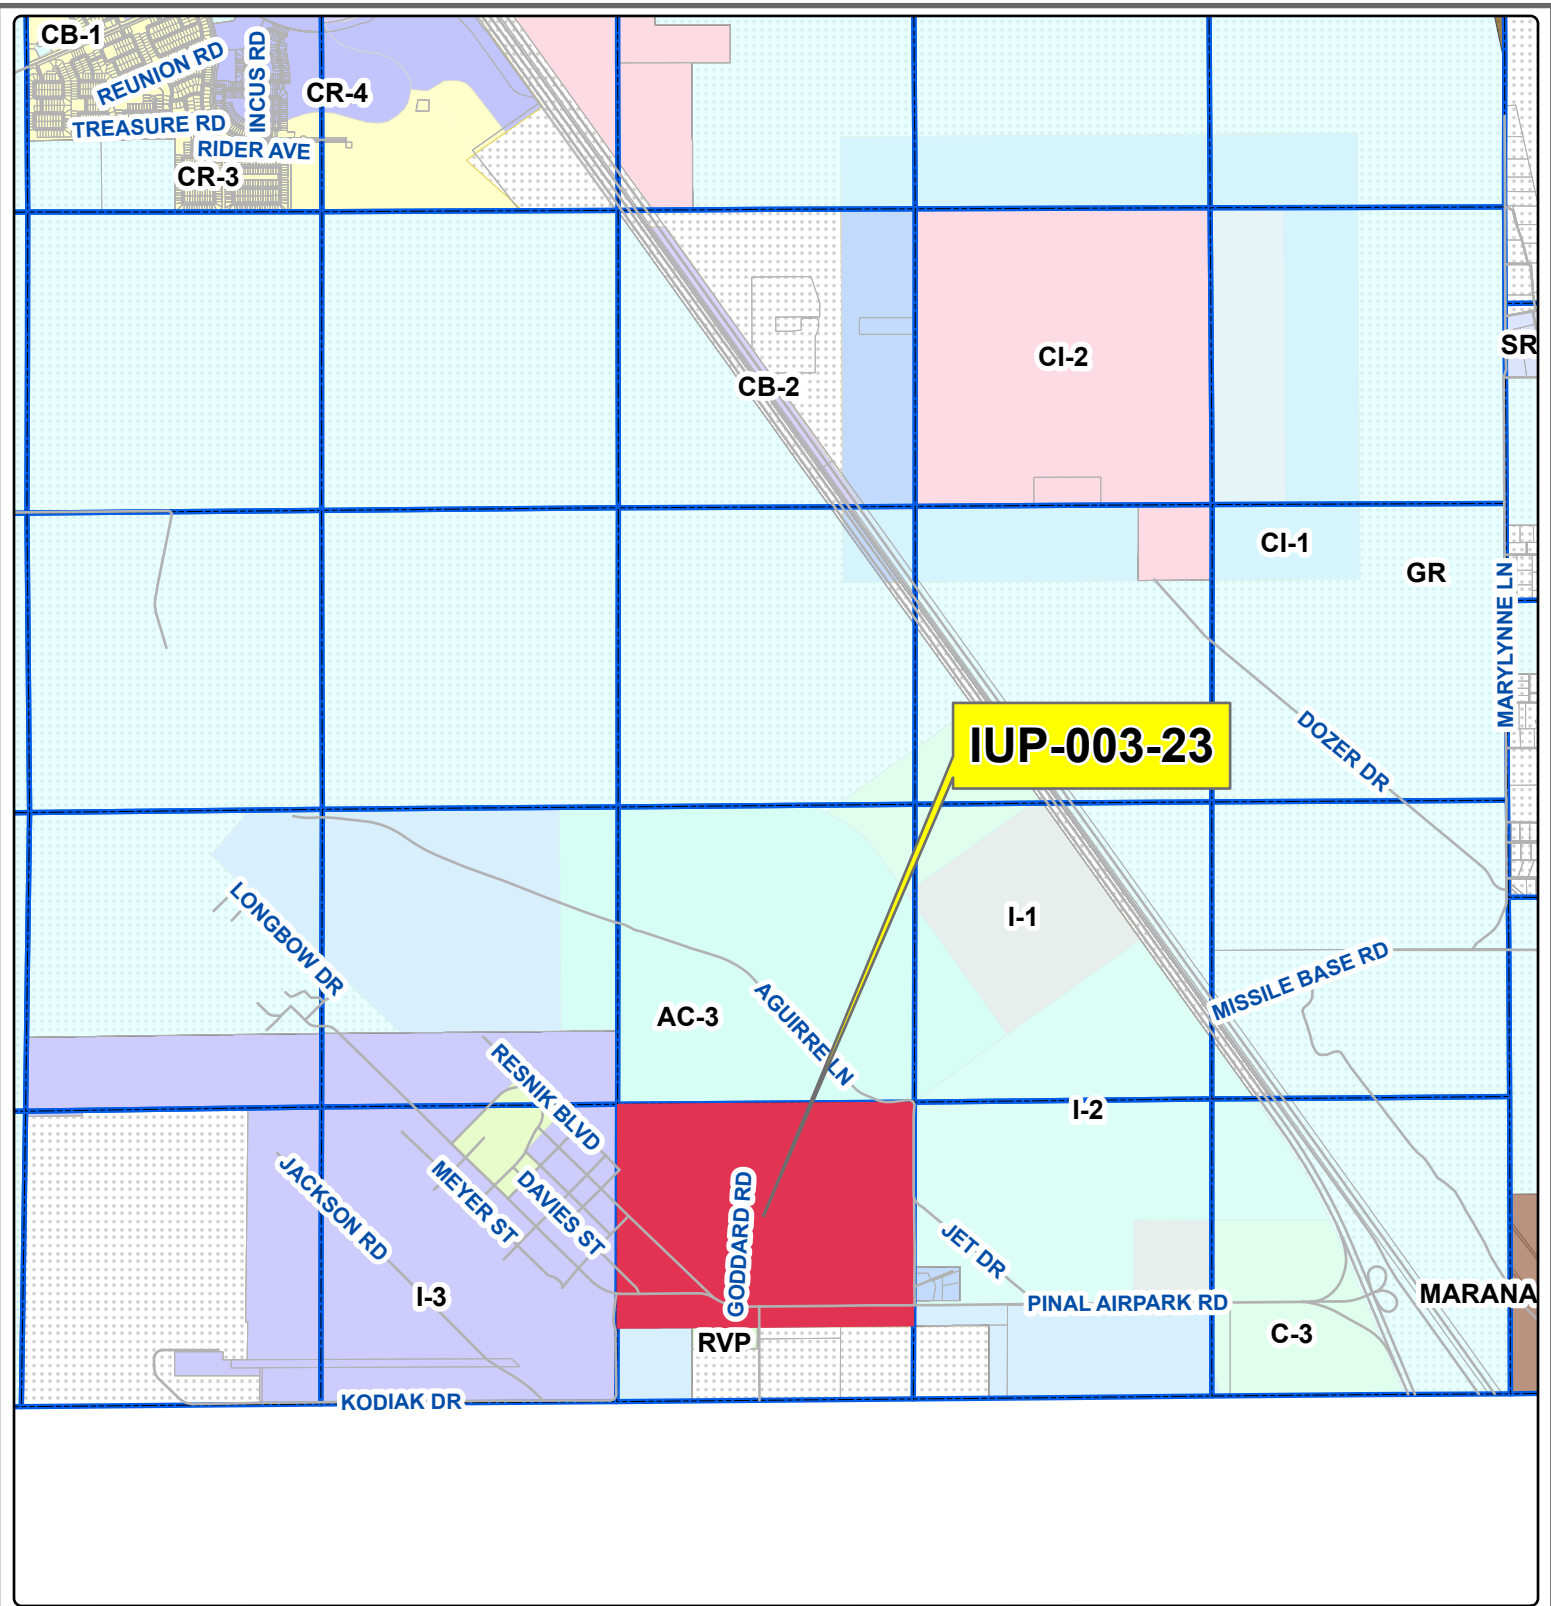 CB-1
REUNION RD
INCUS RD
CR-4
TREASURE RD
RIDER AVE
CR-3
CI-2
SR
CB-2
CI-1
GR
MARYLYNNE LN
IUP-003-23
DOZER DR
LONGBOW DR
I-1
MISSILE BASE RD
AC-3
AGUIRRE LN
RESNIK BLVD
I-2
JACKSON RD
MEYER ST
DAVIES ST
GODDARD RD
JET DR
I-3
PINAL AIRPARK RD
MARANA
RVP
C-3
KODIAK DR